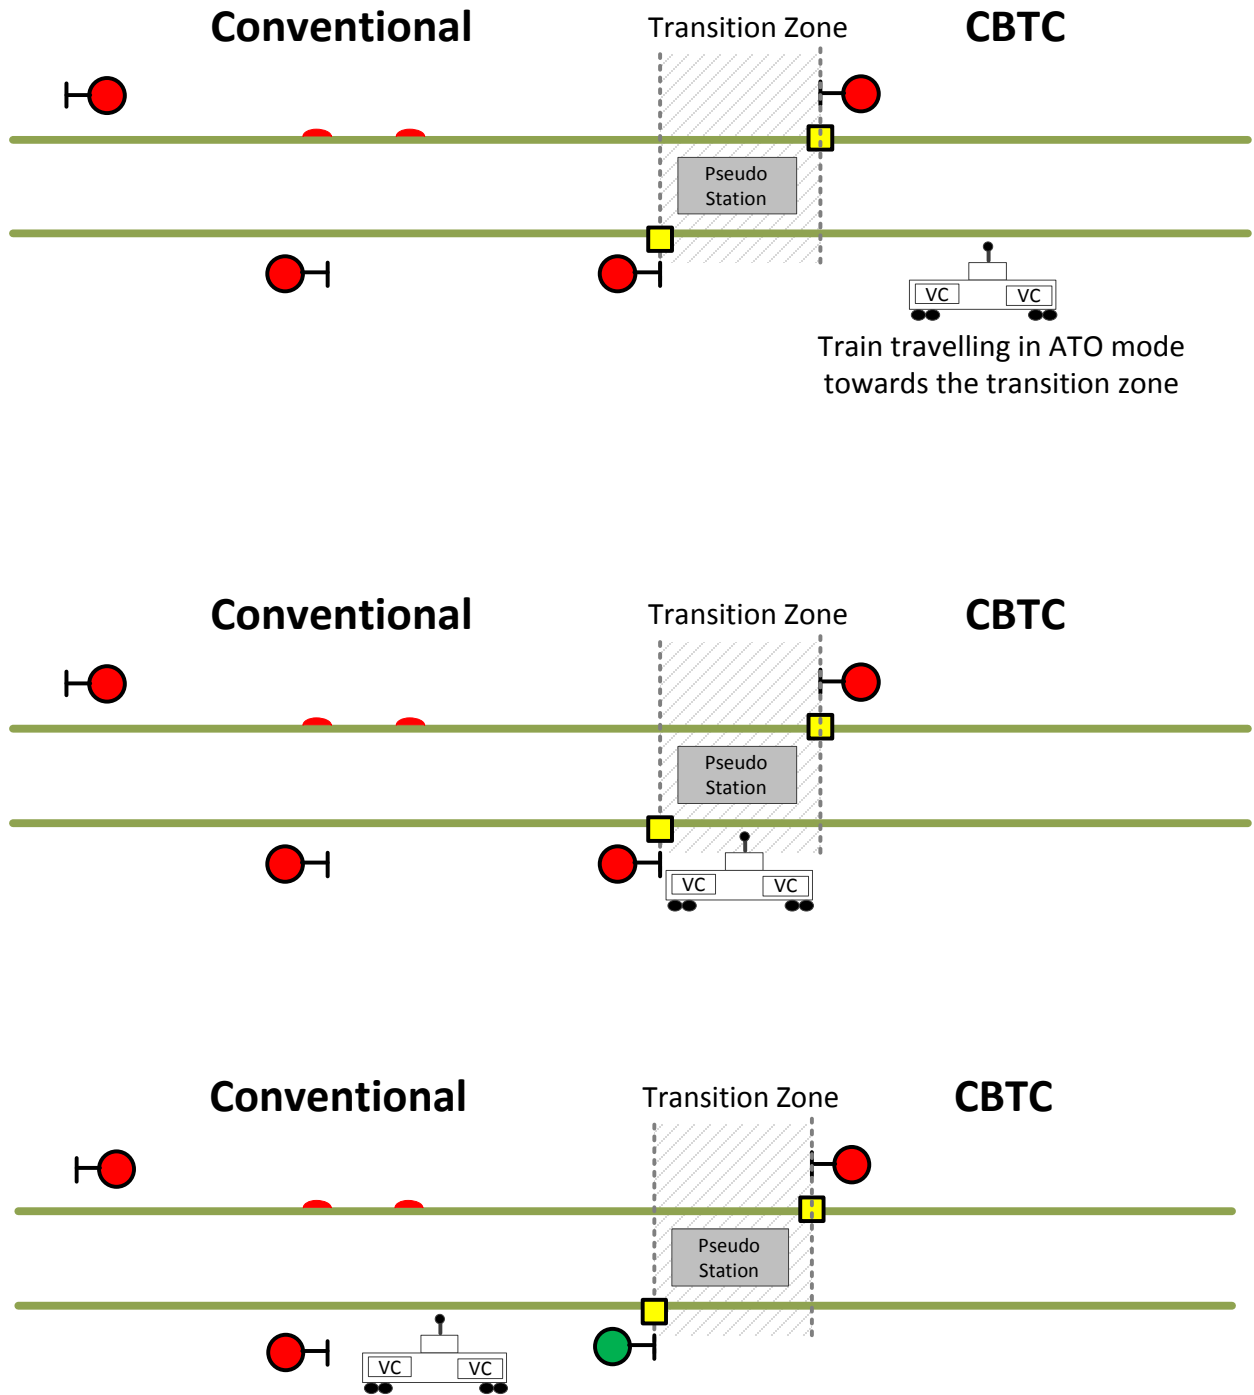 Conventional
Transition Zone
CBTC
Pseudo
Station
VC
VC
Train travelling in ATO mode
towards the transition zone
Conventional
Transition Zone
CBTC
Pseudo
Station
VC
VC
Conventional
Transition Zone
CBTC
Pseudo
Station
VC
VC